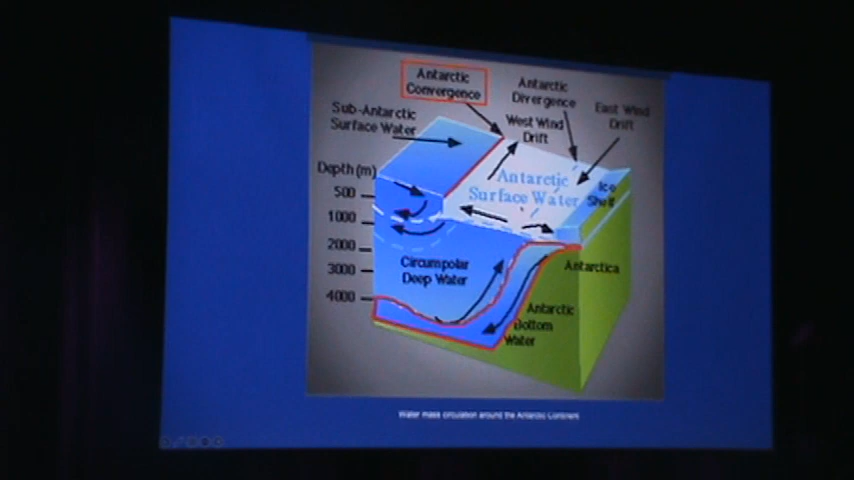 Antarctic
Convergence
Antarctic
Divergence
East Wind
Drift
Sub-Antarctic
Surface Water
West Wind
Drift
Depth (m)
Antarctic
Surface Water
Ice
Shelf
500
1000
2000
3000
4000
Circumpolar
Deep Water
Antarctica
Antarctic
Bottom
Water
Water mass circulation around the Antarctic Continent